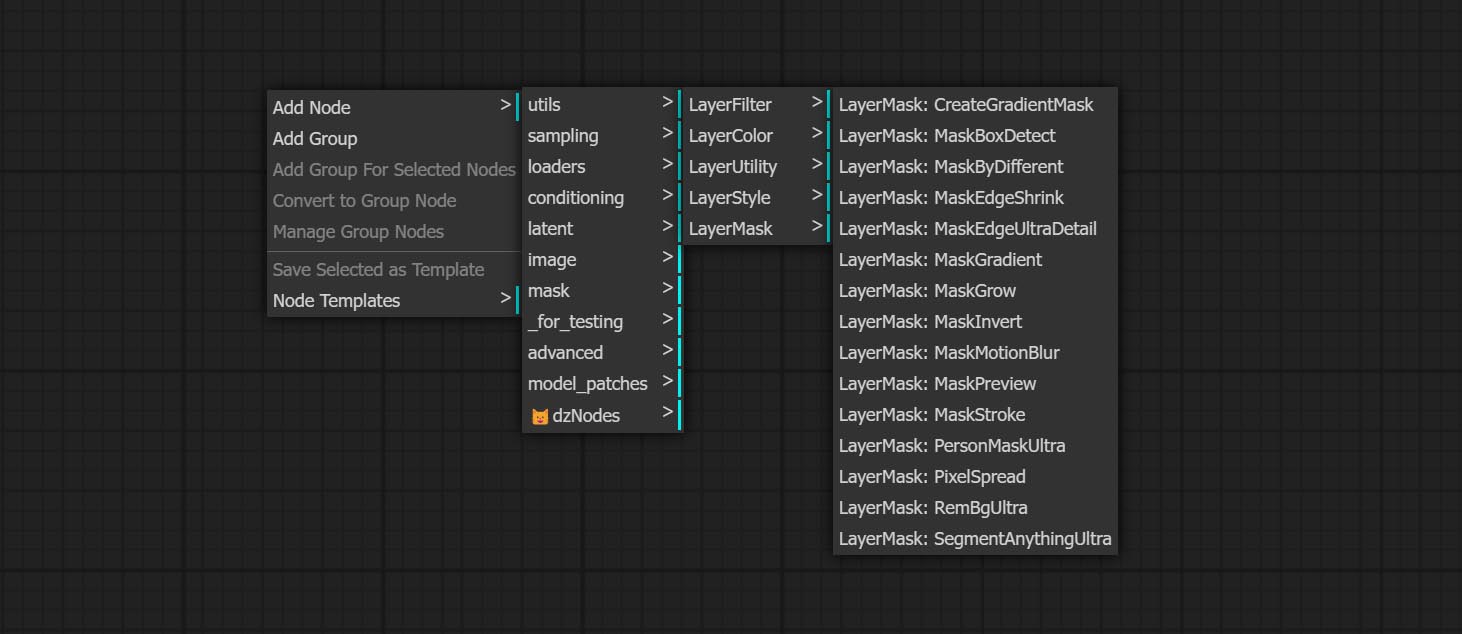 Add Node >
Add Group
Add Group For Selected Nodes
Convert to Group Node
Manage Group Nodes
Save Selected as Template
Node Templates >
utils >
sampling >
loaders >
conditioning >
latent >
image >
mask >
_for_testing >
advanced >
model_patches >
dzNodes >
LayerFilter >
LayerColor >
LayerUtility >
LayerStyle >
LayerMask >
LayerMask: CreateGradientMask
LayerMask: MaskBoxDetect
LayerMask: MaskByDifferent
LayerMask: MaskEdgeShrink
LayerMask: MaskEdgeUltraDetail
LayerMask: MaskGradient
LayerMask: MaskGrow
LayerMask: MaskInvert
LayerMask: MaskMotionBlur
LayerMask: MaskPreview
LayerMask: MaskStroke
LayerMask: PersonMaskUltra
LayerMask: PixelSpread
LayerMask: RemBgUltra
LayerMask: SegmentAnythingUltra